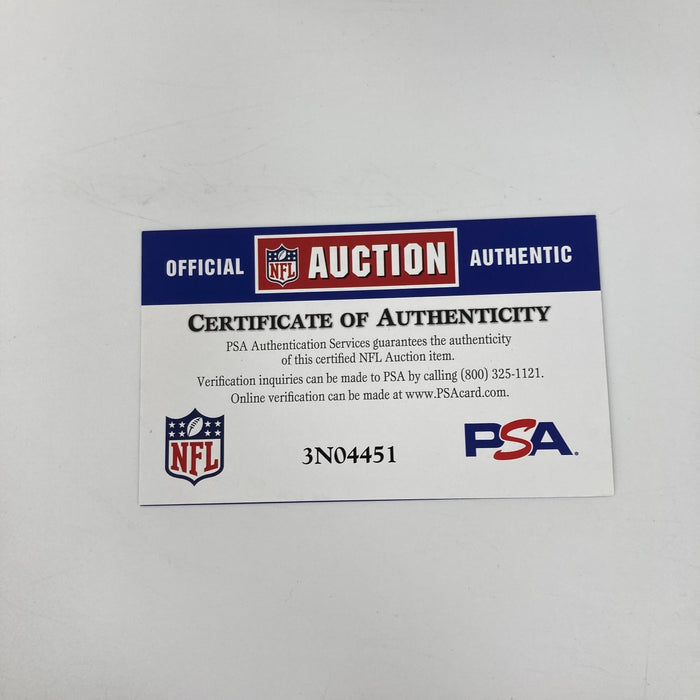 OFFICIAL NFL AUCTION AUTHENTIC
CERTIFICATE OF AUTHENTICITY
PSA Authentication Services guarantees the authenticity
of this certified NFL Auction item.
Verification inquiries can be made to PSA by calling (800) 325-1121.
Online verification can be made at www.PSAcard.com.
NFL 3N04451 PSA